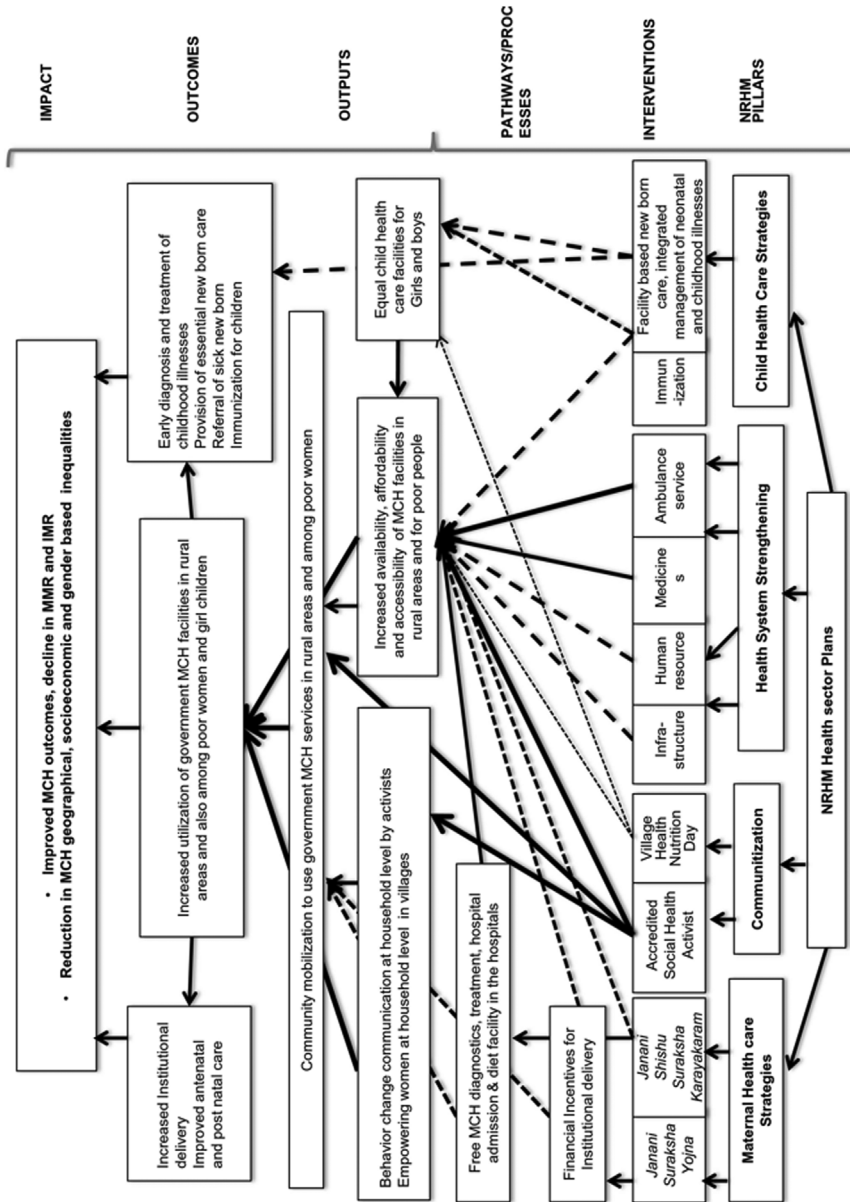 IMPACT
• Improved MCH outcomes, decline in MMR and IMR
• Reduction in MCH geographical, socioeconomic and gender based inequalities
OUTCOMES
Increased Institutional
delivery
Improved antenatal
and post natal care
Increased utilization of government MCH facilities in rural
areas and also among poor women and girl children
Early diagnosis and treatment of
childhood illnesses
Provision of essential new born care
Referral of sick new born
Immunization for children
OUTPUTS
Community mobilization to use government MCH services in rural areas and among poor women
Behavior change communication at household level by activists
Empowering women at household level in villages
Increased availability, affordability
and accessibility of MCH facilities in
rural areas and for poor people
Equal child health
care facilities for
Girls and boys
PATHWAYS/PROC
ESSES
Free MCH diagnostics, treatment, hospital
admission & diet facility in the hospitals
Financial Incentives for
Institutional delivery
INTERVENTIONS
Janani
Suraksha
Yojna
Janani
Shishu
Suraksha
Karayakaram
Accredited
Social Health
Activist
Village
Health
Nutrition
Day
Infra-
structure
Human
resource
Medicine
s
Ambulance
service
Immun
-ization
Facility based new born
care, integrated
management of neonatal
and childhood illnesses
NRHM
PILLARS
Maternal Health care
Strategies
Communitization
Health System Strengthening
Child Health Care Strategies
NRHM Health sector Plans